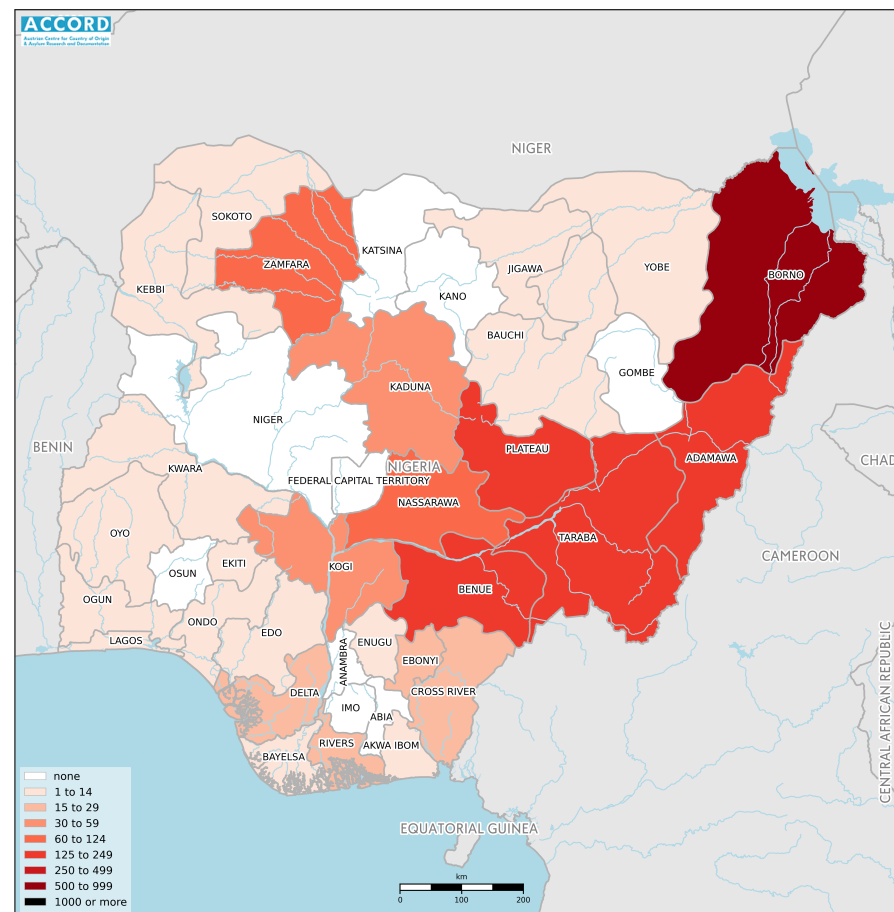 ACCORD
Austrian Centre for Country of Origin
& Asylum Research and Documentation
NIGER
SOKOTO
KATSINA
ZAMFARA
JIGAWA
YOBE
BORNO
KEBBI
KANO
BAUCHI
GOMBE
KADUNA
NIGER
BENIN
PLATEAU
ADAMAWA
CHAD
KWARA
NIGERIA
FEDERAL CAPITAL TERRITORY
NASSARAWA
OYO
TARABA
CAMEROON
OSUN
EKITI
KOGI
BENUE
OGUN
ONDO
EDO
LAGOS
ENUGU
ANAMBRA
EBONYI
DELTA
CROSS RIVER
IMO
ABIA
RIVERS
AKWA IBOM
BAYELSA
CENTRAL AFRICAN REPUBLIC
EQUATORIAL GUINEA
none
1 to 14
15 to 29
30 to 59
60 to 124
125 to 249
250 to 499
500 to 999
1000 or more
km
0 100 200